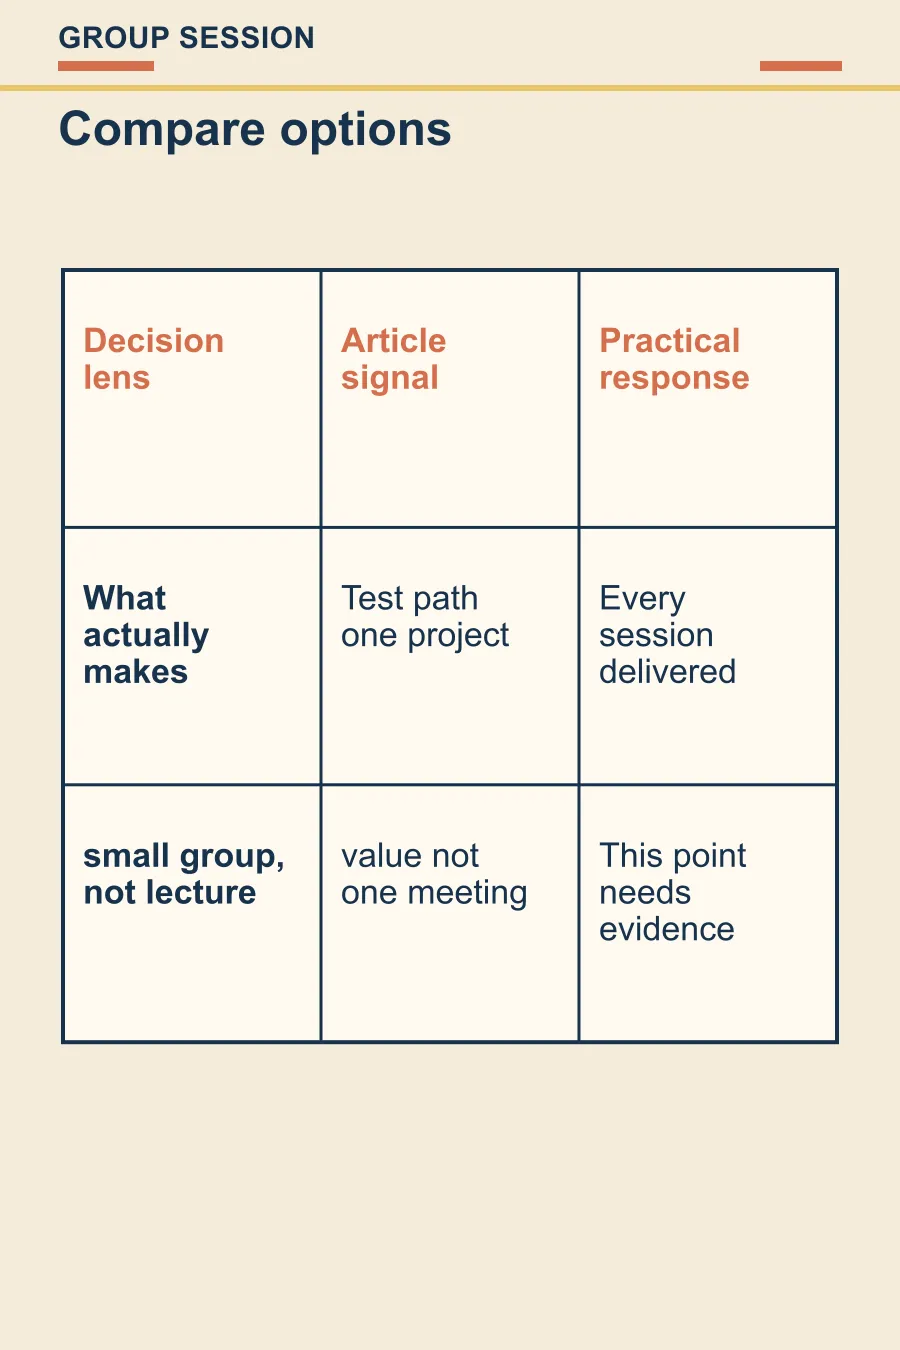 GROUP SESSION
Compare options
Decision
lens
Article
signal
Practical
response
What
actually
makes
Test path
one project
Every
session
delivered
small group,
not lecture
value not
one meeting
This point
needs
evidence